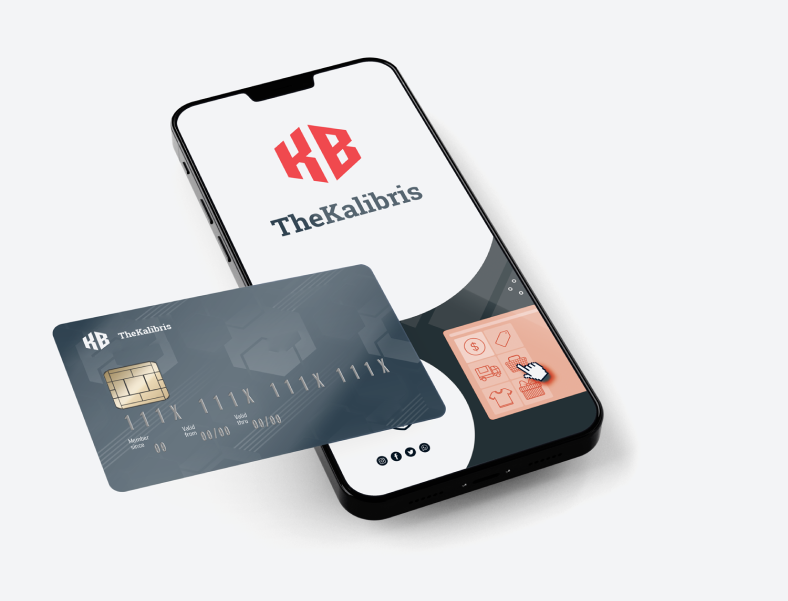 KB
TheKalibris
$
KB TheKalibris
111X 111X 111X 111X
Member since 00
Valid from 00/00
Valid thru 00/00